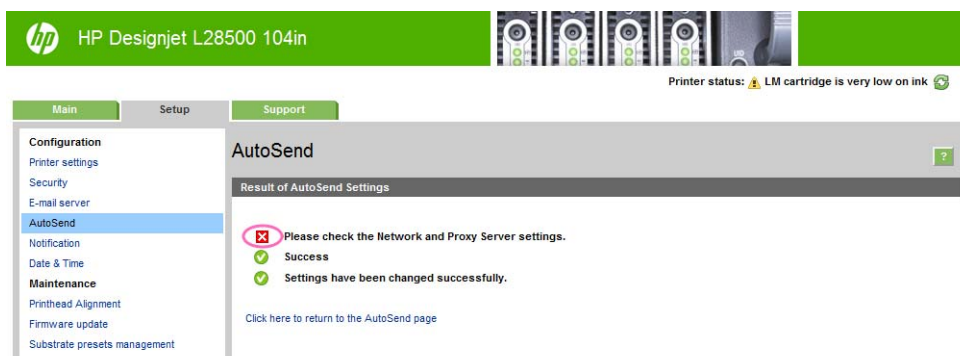 hp HP Designjet L28500 104in
Printer status: LM cartridge is very low on ink
Main Setup Support
Configuration
Printer settings
Security
E-mail server
AutoSend
Notification
Date & Time
Maintenance
Printhead Alignment
Firmware update
Substrate presets management
AutoSend
?
Result of AutoSend Settings
Please check the Network and Proxy Server settings.
Success
Settings have been changed successfully.
Click here to return to the AutoSend page